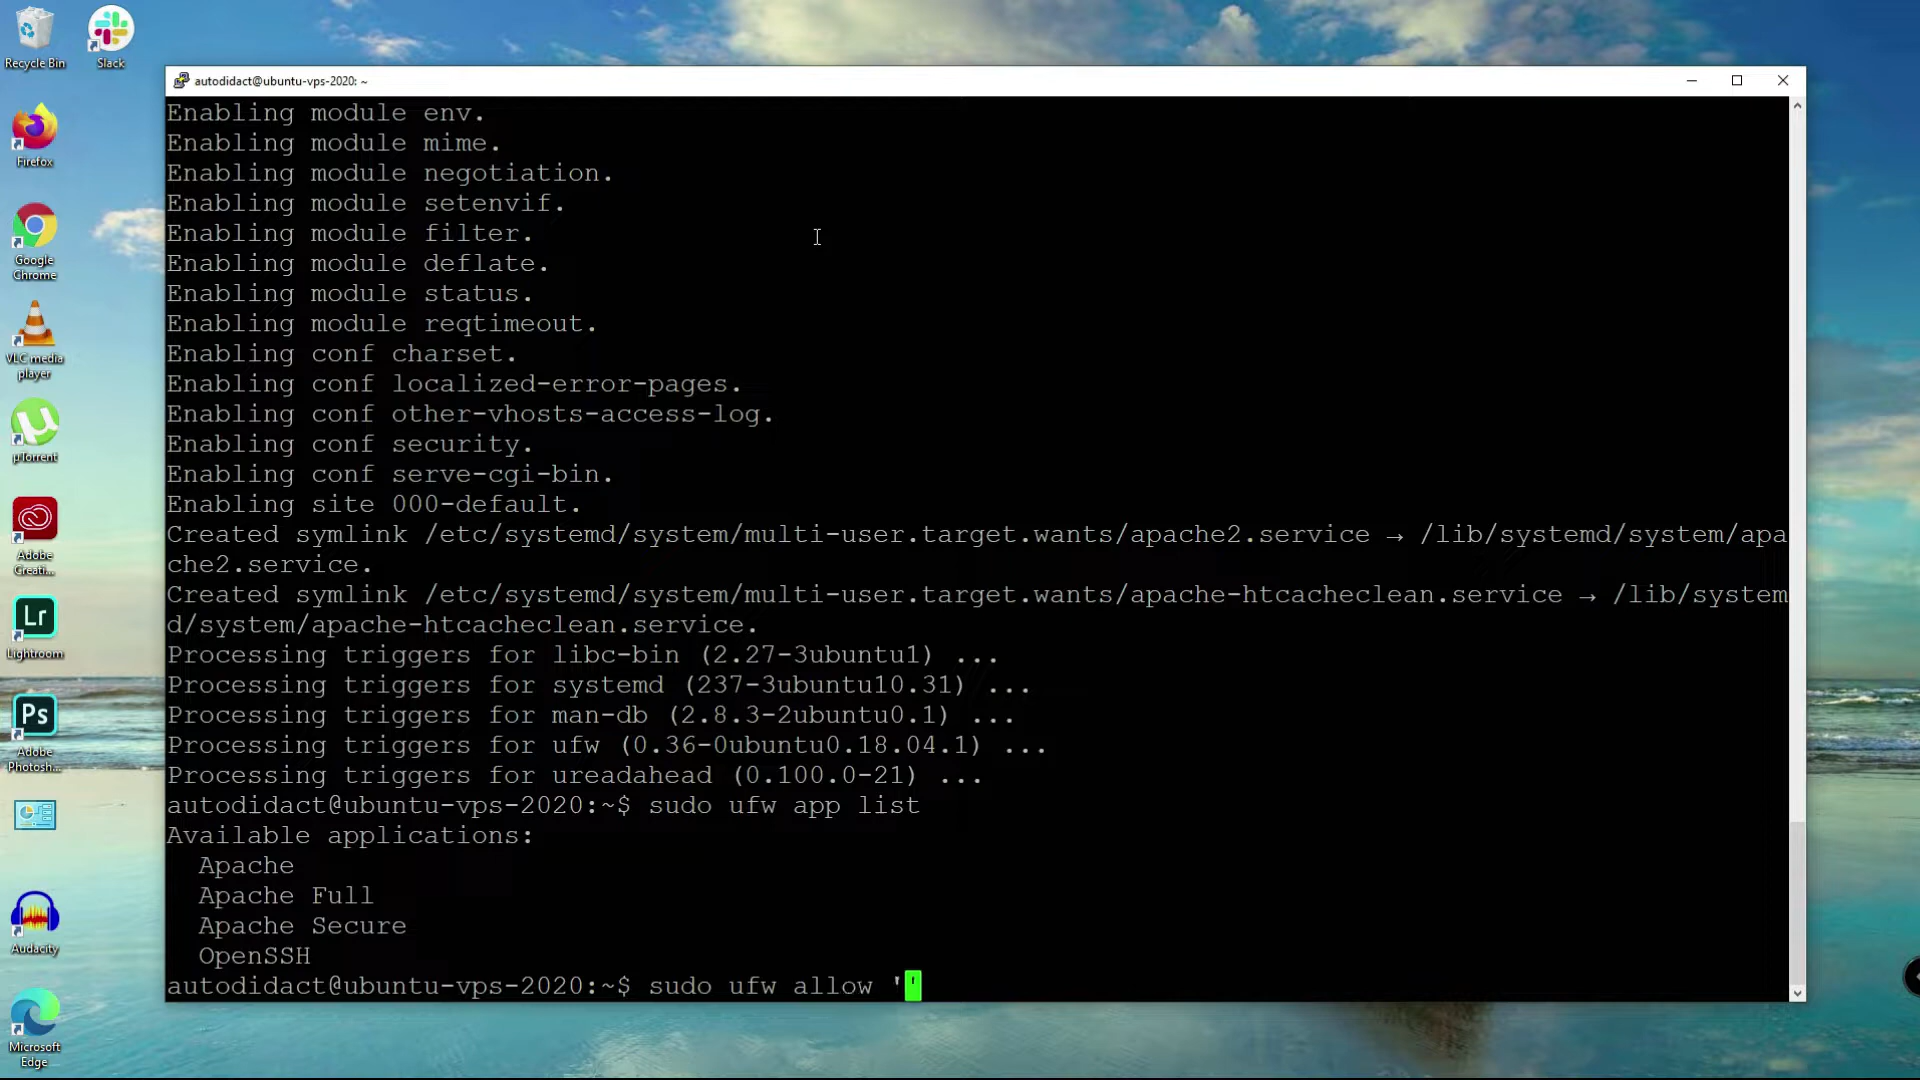 Recycle Bin
Slack
Firefox
Google
Chrome
VLC media
player
µTorrent
Adobe
Creati...
Lr
Lightroom
Ps
Adobe
Photosh...
Audacity
Microsoft
Edge
autodidact@ubuntu-vps-2020: ~
Enabling module env.
Enabling module mime.
Enabling module negotiation.
Enabling module setenvif.
Enabling module filter.
Enabling module deflate.
Enabling module status.
Enabling module reqtimeout.
Enabling conf charset.
Enabling conf localized-error-pages.
Enabling conf other-vhosts-access-log.
Enabling conf security.
Enabling conf serve-cgi-bin.
Enabling site 000-default.
Created symlink /etc/systemd/system/multi-user.target.wants/apache2.service → /lib/systemd/system/apa
che2.service.
Created symlink /etc/systemd/system/multi-user.target.wants/apache-htcacheclean.service → /lib/system
d/system/apache-htcacheclean.service.
Processing triggers for libc-bin (2.27-3ubuntu1) ...
Processing triggers for systemd (237-3ubuntu10.31) ...
Processing triggers for man-db (2.8.3-2ubuntu0.1) ...
Processing triggers for ufw (0.36-0ubuntu0.18.04.1) ...
Processing triggers for ureadahead (0.100.0-21) ...
autodidact@ubuntu-vps-2020:~$ sudo ufw app list
Available applications:
Apache
Apache Full
Apache Secure
OpenSSH
autodidact@ubuntu-vps-2020:~$ sudo ufw allow ''